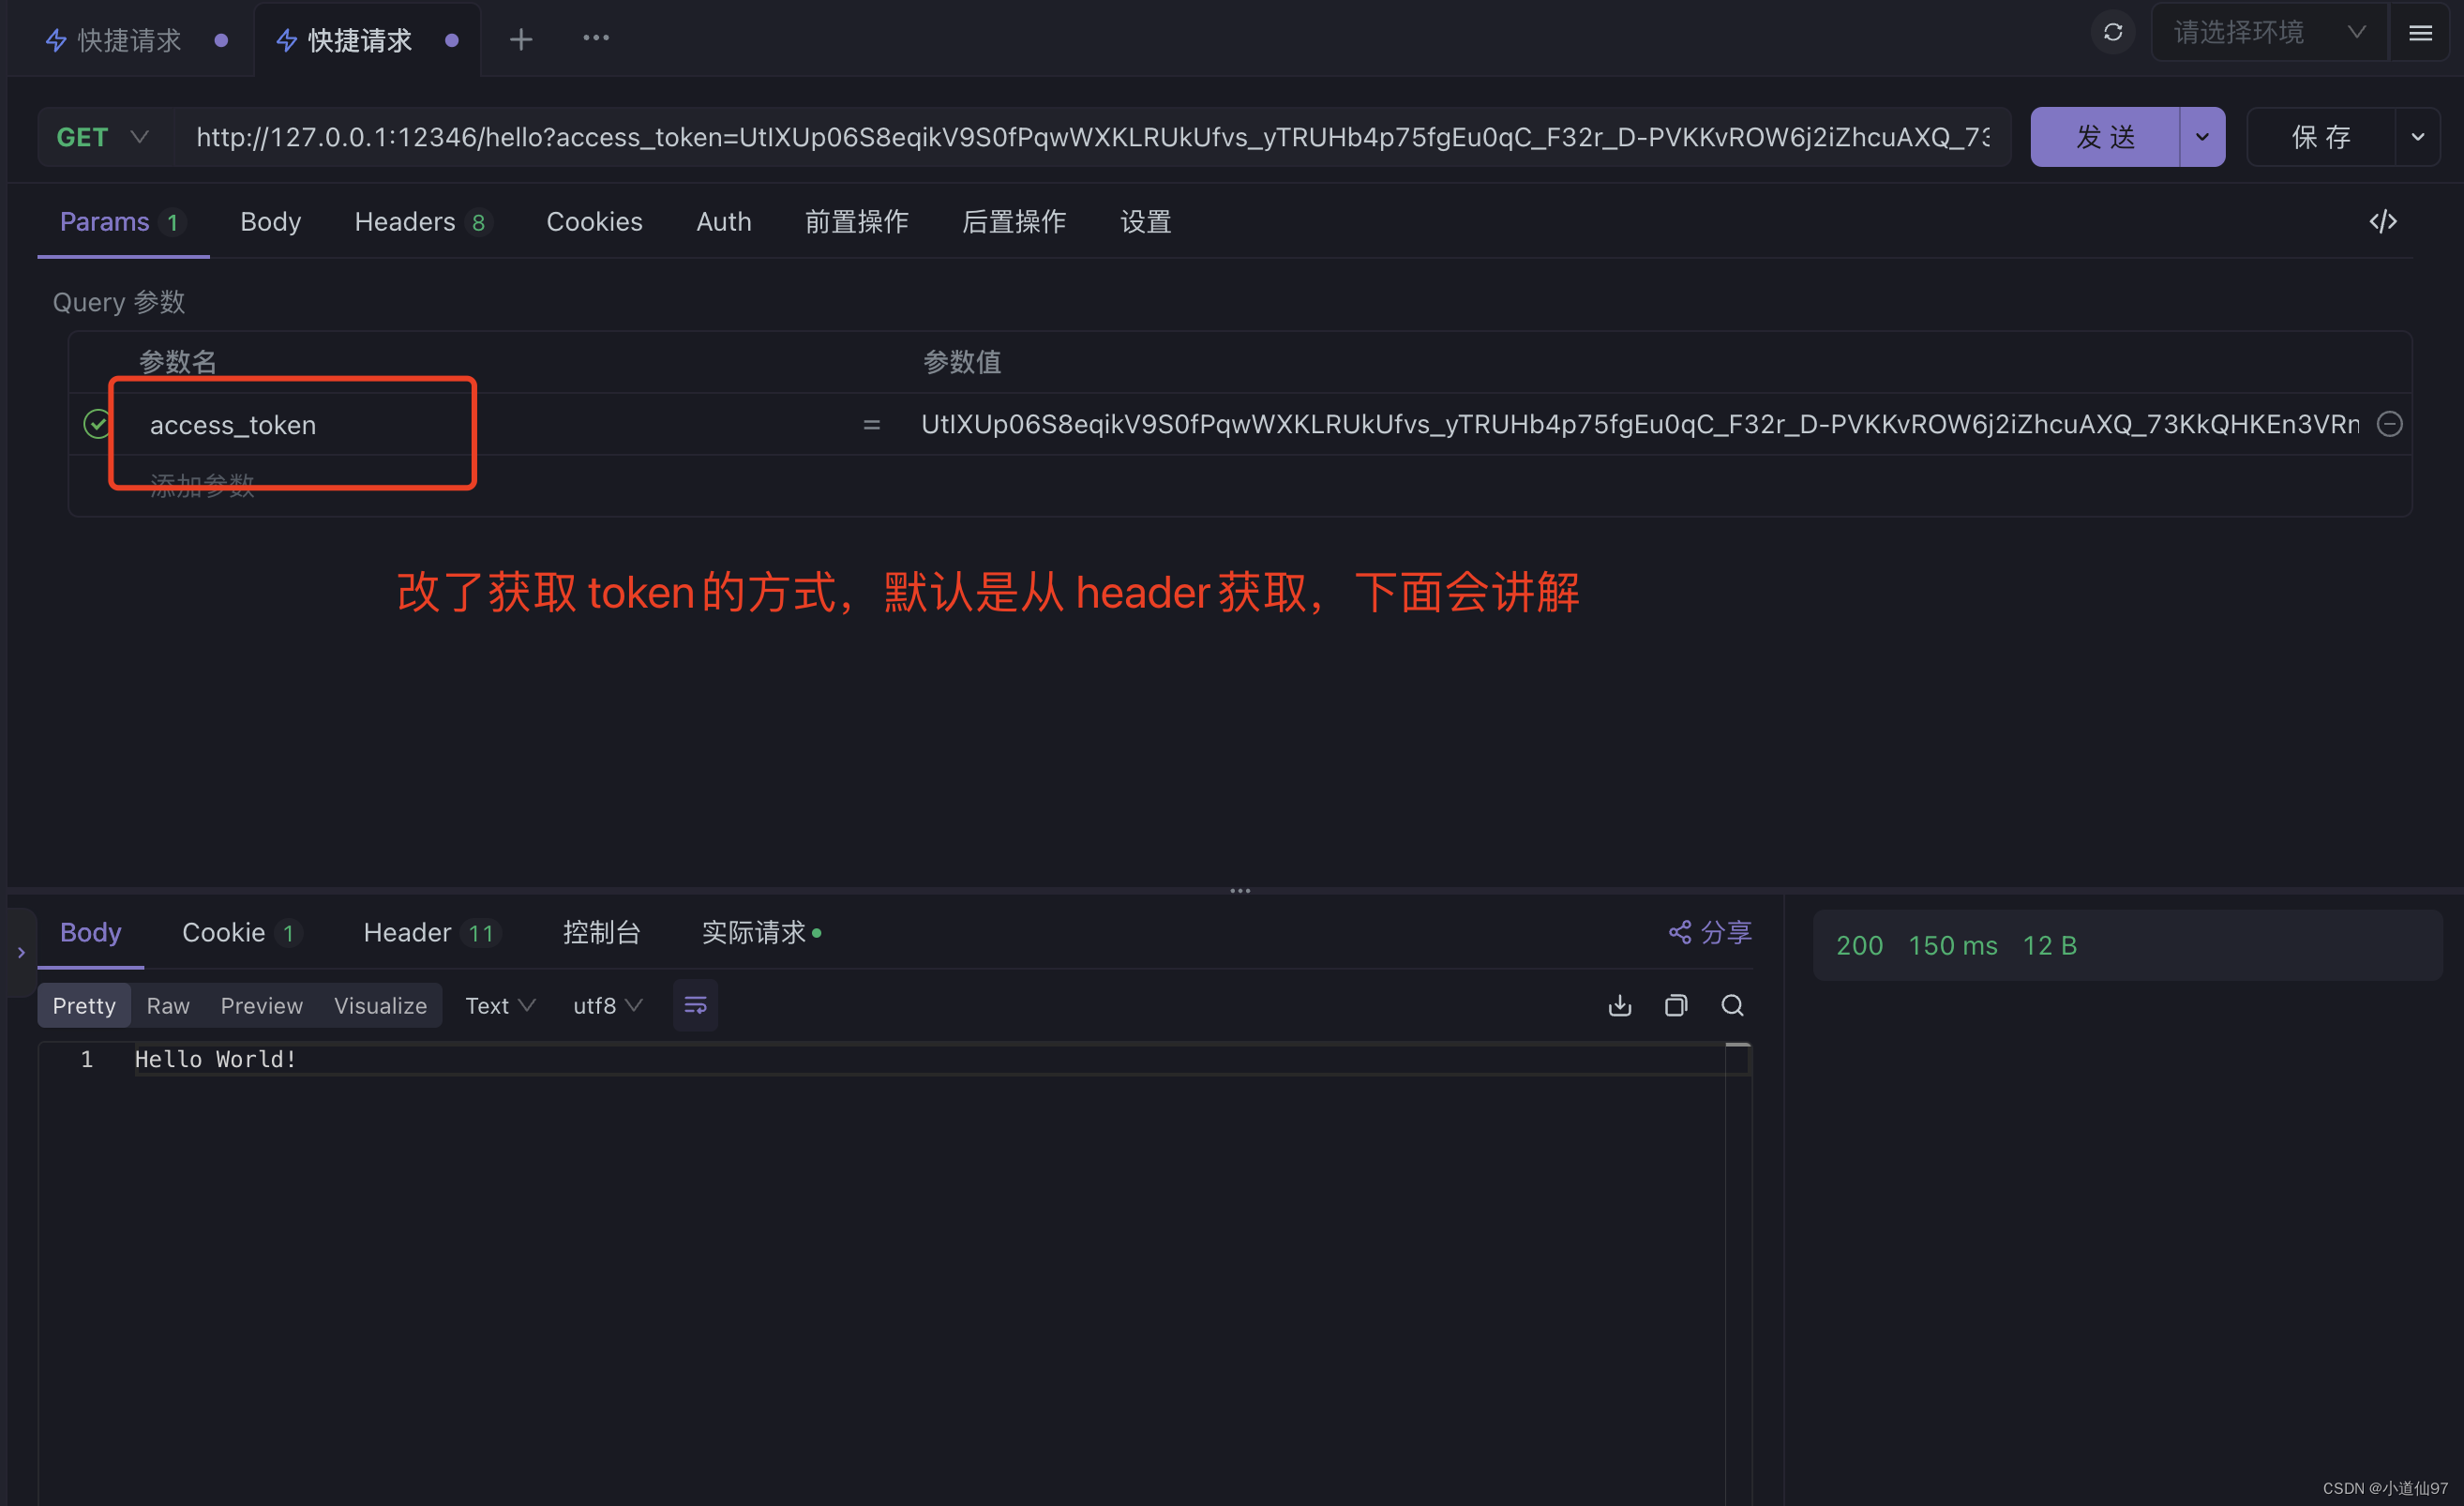 快捷请求
快捷请求
请选择环境
GET
http://127.0.0.1:12346/hello?access_token=UtIXUp06S8eqikV9S0fPqwWXKLRUkUfvs_yTRUHb4p75fgEu0qC_F32r_D-PVKKvROW6j2iZhcuAXQ_73
发 送
保 存
Params 1
Body
Headers 8
Cookies
Auth
前置操作
后置操作
设置
Query 参数
参数名
参数值
access_token
=
UtIXUp06S8eqikV9S0fPqwWXKLRUkUfvs_yTRUHb4p75fgEu0qC_F32r_D-PVKKvROW6j2iZhcuAXQ_73KkQHKEn3VRn
添加参数
改了获取 token 的方式，默认是从 header 获取，下面会讲解
Body
Cookie 1
Header 11
控制台
实际请求
分享
200 150 ms 12 B
Pretty
Raw
Preview
Visualize
Text
utf8
1 Hello World!
CSDN @小道仙97